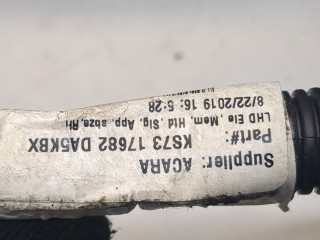 Supplier: ACARA
Part#:
KS73 17682 DA5KBX
LHD Ele, Mem, Htd, Sig, App, sbza, RH
8/22/2019 16: 5:28